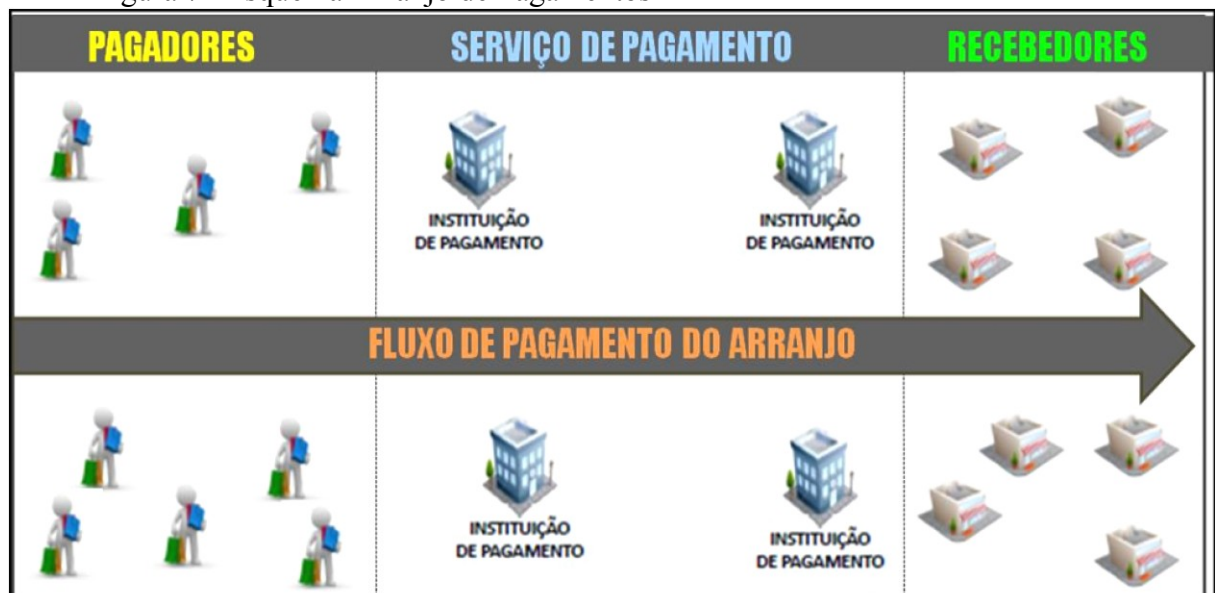 PAGADORES
SERVIÇO DE PAGAMENTO
RECEBEDORES
INSTITUIÇÃO
DE PAGAMENTO
INSTITUIÇÃO
DE PAGAMENTO
FLUXO DE PAGAMENTO DO ARRANJO
INSTITUIÇÃO
DE PAGAMENTO
INSTITUIÇÃO
DE PAGAMENTO